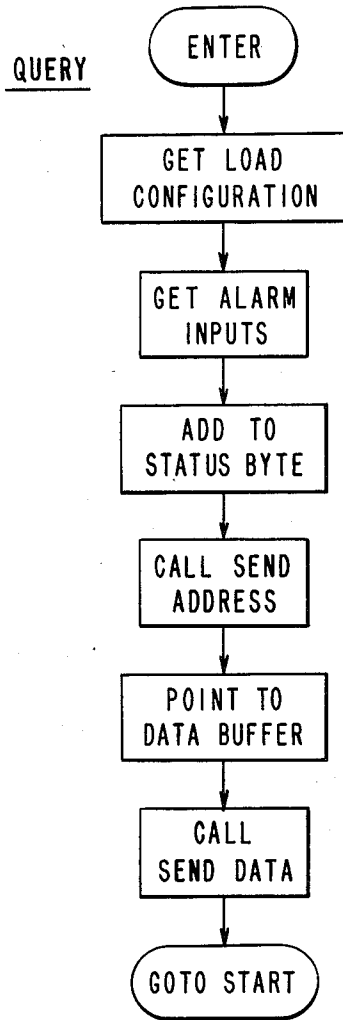 QUERY
ENTER
GET LOAD
CONFIGURATION
GET ALARM
INPUTS
ADD TO
STATUS BYTE
CALL SEND
ADDRESS
POINT TO
DATA BUFFER
CALL
SEND DATA
GOTO START